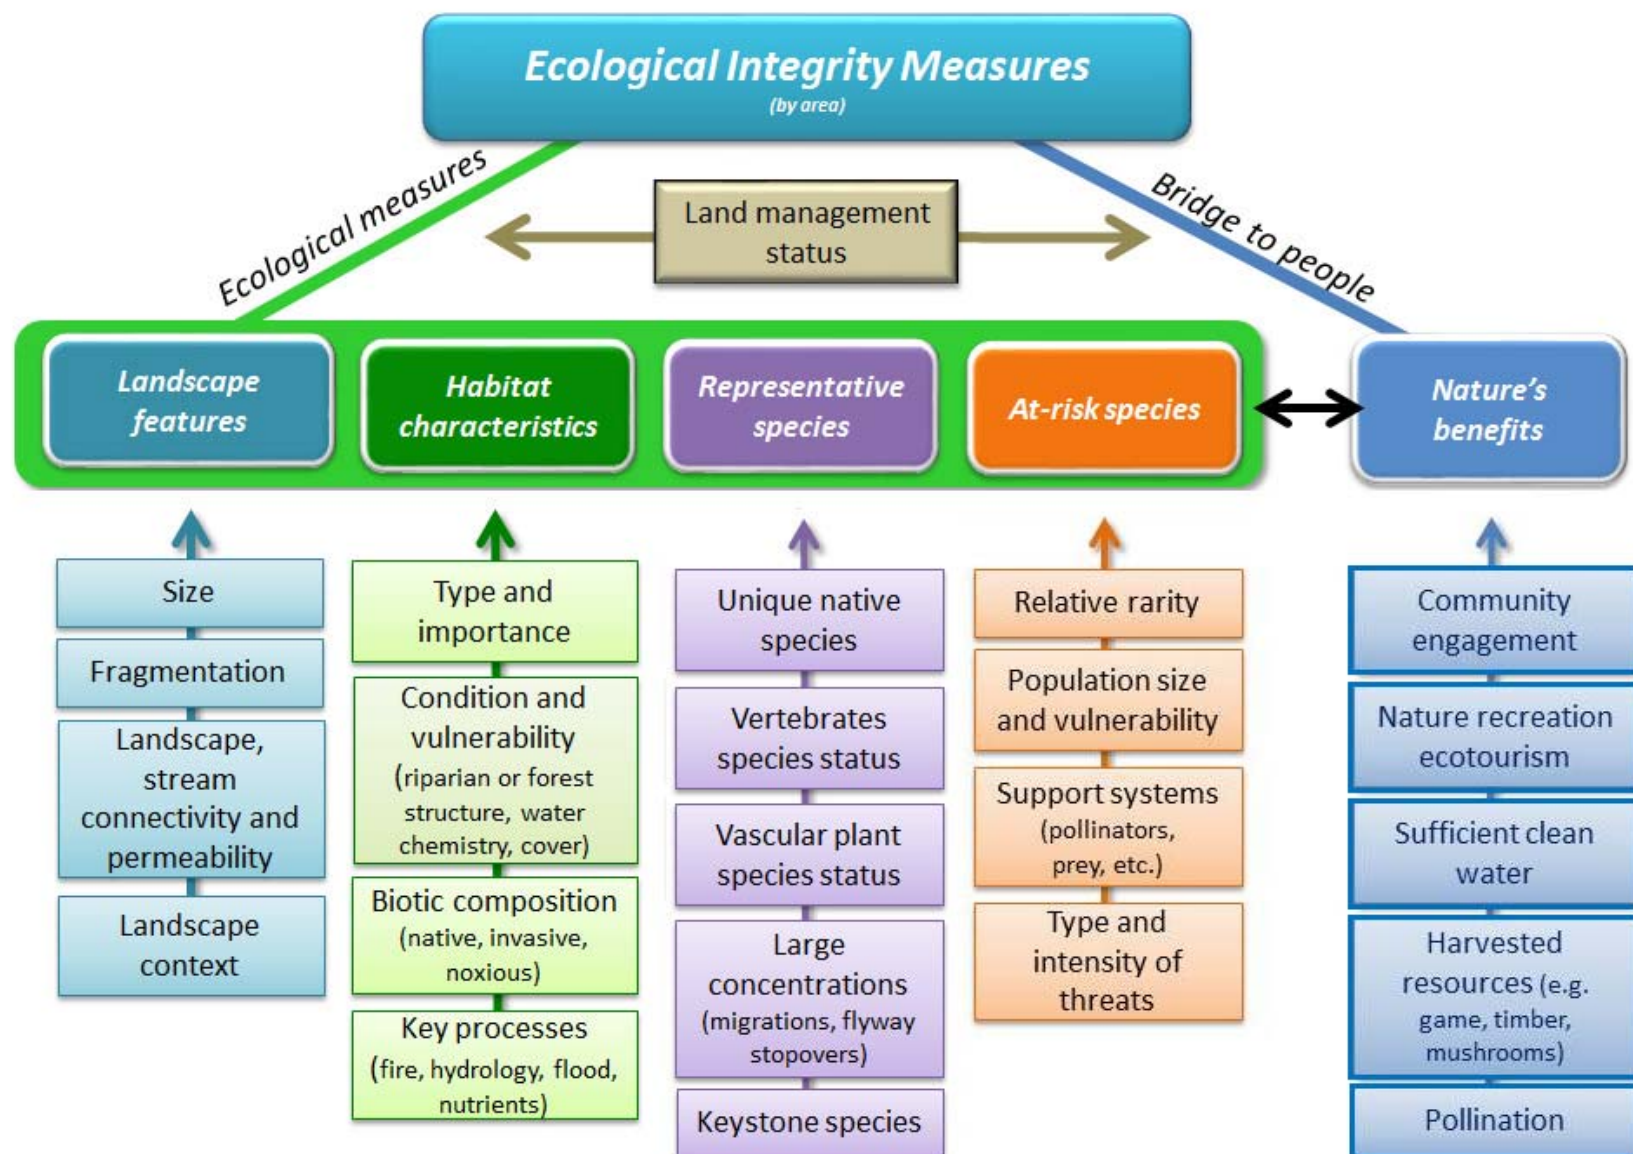 Ecological Integrity Measures
(by area)
Ecological measures
Land management
status
Bridge to people
Landscape
features
Habitat
characteristics
Representative
species
At-risk species
Nature's
benefits
Size
Fragmentation
Landscape,
stream
connectivity and
permeability
Landscape
context
Type and
importance
Condition and
vulnerability
(riparian or forest
structure, water
chemistry, cover)
Biotic composition
(native, invasive,
noxious)
Key processes
(fire, hydrology, flood,
nutrients)
Unique native
species
Vertebrates
species status
Vascular plant
species status
Large
concentrations
(migrations, flyway
stopovers)
Keystone species
Relative rarity
Population size
and vulnerability
Support systems
(pollinators,
prey, etc.)
Type and
intensity of
threats
Community
engagement
Nature recreation
ecotourism
Sufficient clean
water
Harvested
resources (e.g.
game, timber,
mushrooms)
Pollination